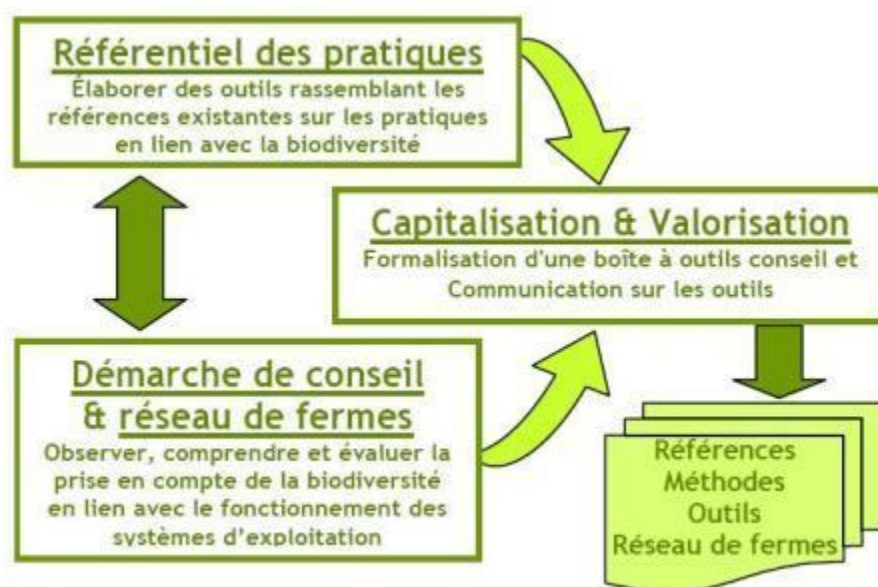 Référentiel des pratiques
Élaborer des outils rassemblant les
références existantes sur les pratiques
en lien avec la biodiversité
Capitalisation & Valorisation
Formalisation d'une boîte à outils conseil et
Communication sur les outils
Démarche de conseil
& réseau de fermes
Observer, comprendre et évaluer la
prise en compte de la biodiversité
en lien avec le fonctionnement des
systèmes d'exploitation
Références
Méthodes
Outils
Réseau de fermes